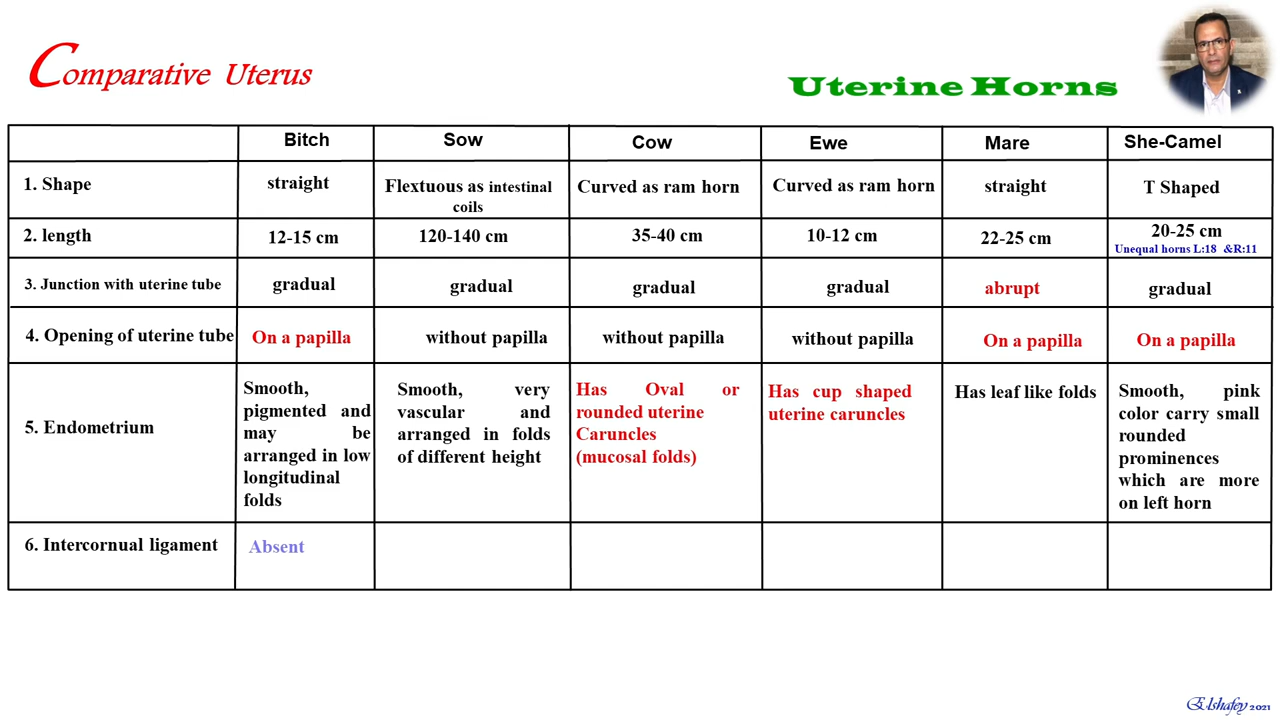 Comparative Uterus
Uterine Horns
Bitch
Sow
Cow
Ewe
Mare
She-Camel
1. Shape
straight
Flextuous as intestinal
coils
Curved as ram horn
Curved as ram horn
straight
T Shaped
2. length
12-15 cm
120-140 cm
35-40 cm
10-12 cm
22-25 cm
20-25 cm
Unequal horns L:18 &R:11
3. Junction with uterine tube
gradual
gradual
gradual
gradual
abrupt
gradual
4. Opening of uterine tube
On a papilla
without papilla
without papilla
without papilla
On a papilla
On a papilla
5. Endometrium
Smooth,
pigmented and
may be
arranged in low
longitudinal
folds
Smooth, very
vascular and
arranged in folds
of different height
Has Oval or
rounded uterine
Caruncles
(mucosal folds)
Has cup shaped
uterine caruncles
Has leaf like folds
Smooth, pink
color carry small
rounded
prominences
which are more
on left horn
6. Intercornual ligament
Absent
Elshafey 2021